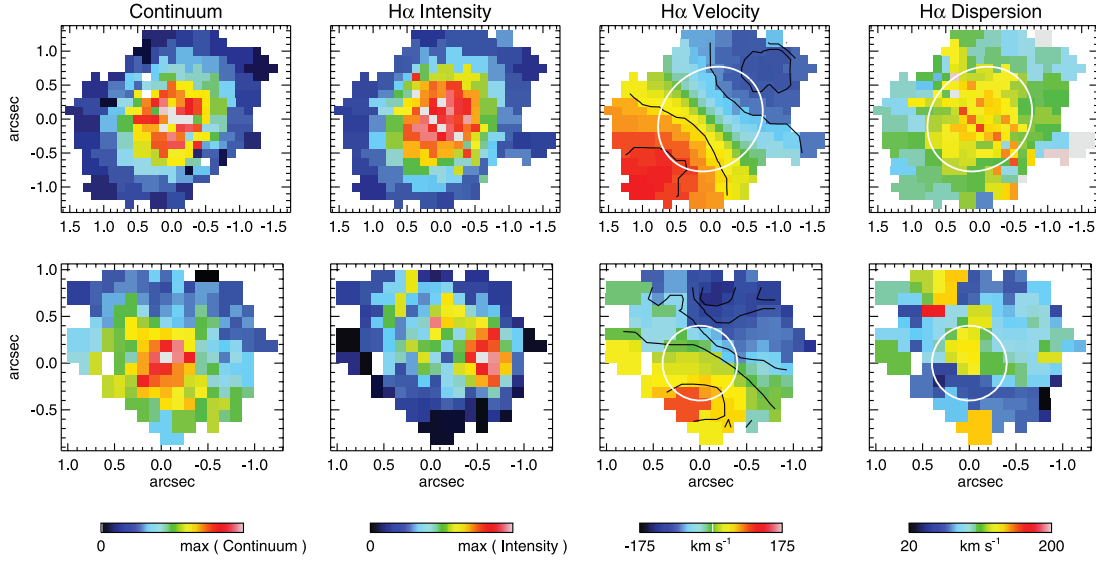 Continuum Hα Intensity Hα Velocity Hα Dispersion
1.0
0.5
0.0
-0.5
-1.0
arcsec
1.5 1.0 0.5 0.0 -0.5 -1.0 -1.5 1.5 1.0 0.5 0.0 -0.5 -1.0 -1.5 1.5 1.0 0.5 0.0 -0.5 -1.0 -1.5 1.5 1.0 0.5 0.0 -0.5 -1.0 -1.5
1.0
0.5
0.0
-0.5
arcsec
1.0 0.5 0.0 -0.5 -1.0 1.0 0.5 0.0 -0.5 -1.0 1.0 0.5 0.0 -0.5 -1.0 1.0 0.5 0.0 -0.5 -1.0
arcsec arcsec arcsec arcsec
0 max ( Continuum ) 0 max ( Intensity ) -175 km s⁻¹ 175 20 km s⁻¹ 200